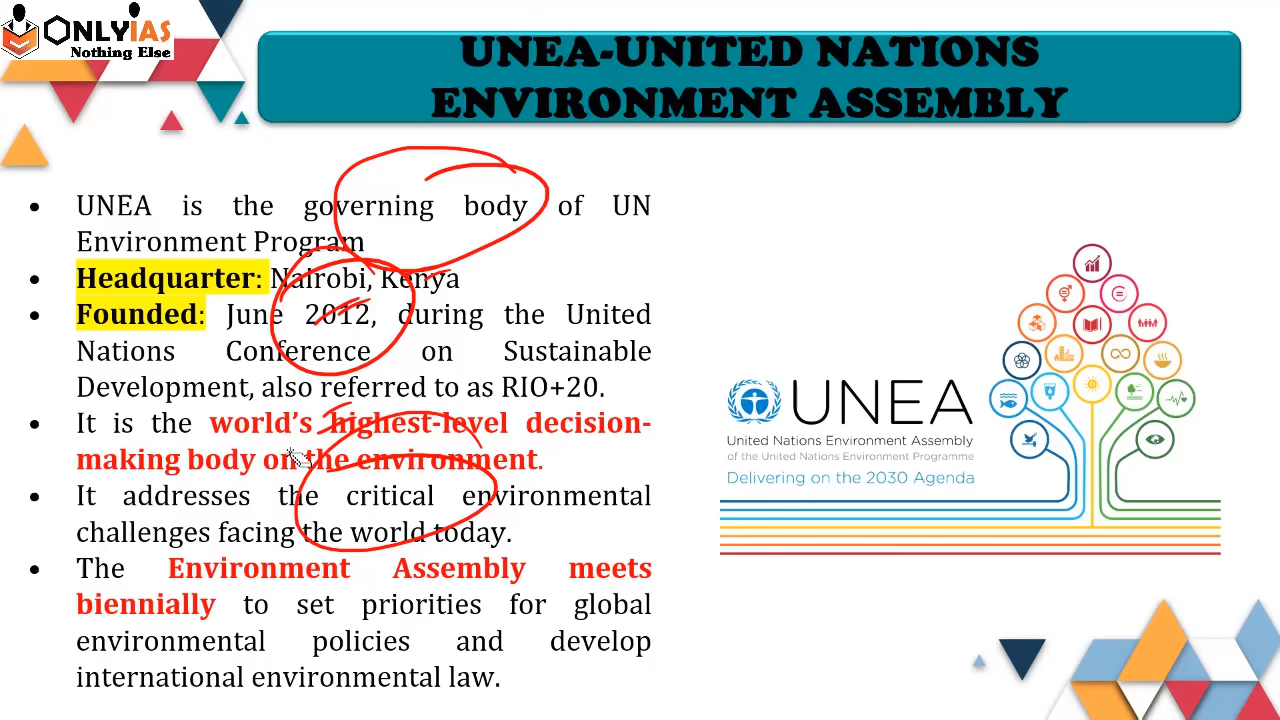 ONLYIAS
Nothing Else
UNEA-UNITED NATIONS
ENVIRONMENT ASSEMBLY
• UNEA is the governing body of UN
Environment Program
• Headquarter: Nairobi, Kenya
• Founded: June 2012, during the United
Nations Conference on Sustainable
Development, also referred to as RIO+20.
• It is the world's highest-level decision-
making body on the environment.
• It addresses the critical environmental
challenges facing the world today.
• The Environment Assembly meets
biennially to set priorities for global
environmental policies and develop
international environmental law.
UNEA
United Nations Environment Assembly
of the United Nations Environment Programme
Delivering on the 2030 Agenda